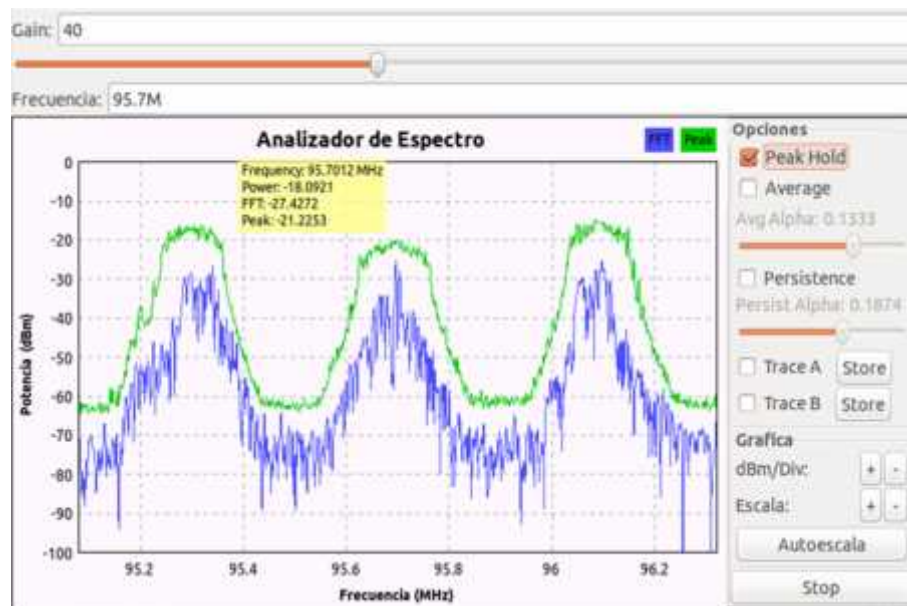 Gain: 40
Frecuencia: 95.7M
Analizador de Espectro
FFT Peak
Frequency: 95.7012 MHz
Power: -18.0921
FFT: -27.4272
Peak: -21.2253
0
-10
-20
-30
-40
-50
-60
-70
-80
-90
-100
Potencia (dBm)
95.2 95.4 95.6 95.8 96 96.2
Frecuencia (MHz)
Opciones
Peak Hold
Average
Avg Alpha: 0.1333
Persistence
Persist Alpha: 0.1874
Trace A Store
Trace B Store
Grafica
dBm/Div: + -
Escala: + -
Autoescala
Stop